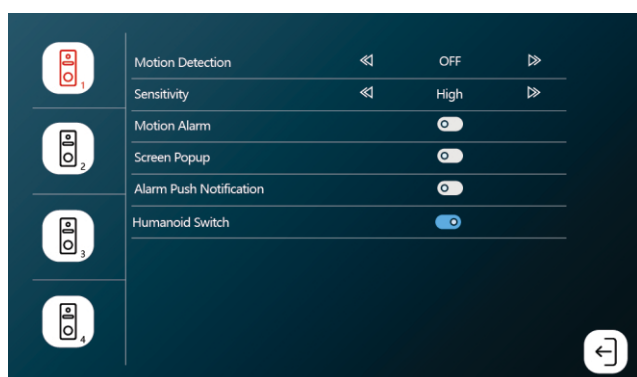 1
2
3
4
Motion Detection OFF
Sensitivity High
Motion Alarm
Screen Popup
Alarm Push Notification
Humanoid Switch